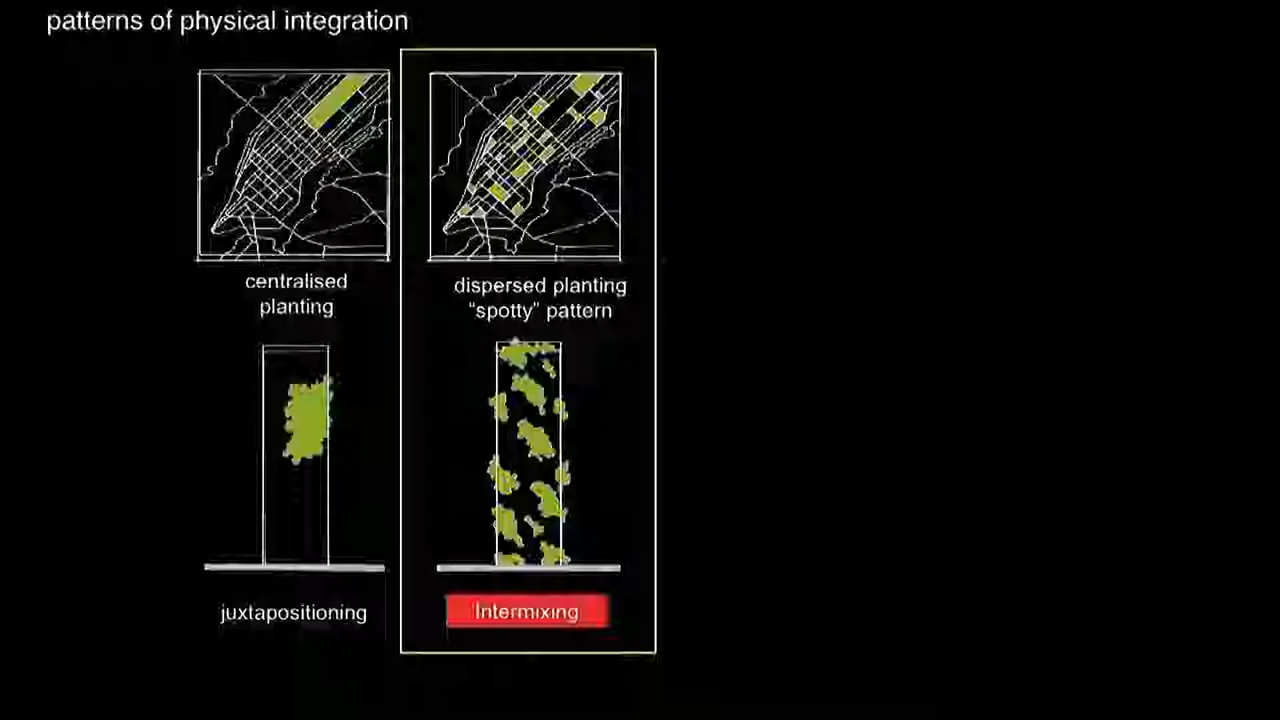 patterns of physical integration
centralised
planting
dispersed planting
“spotty” pattern
juxtapositioning
Intermixing